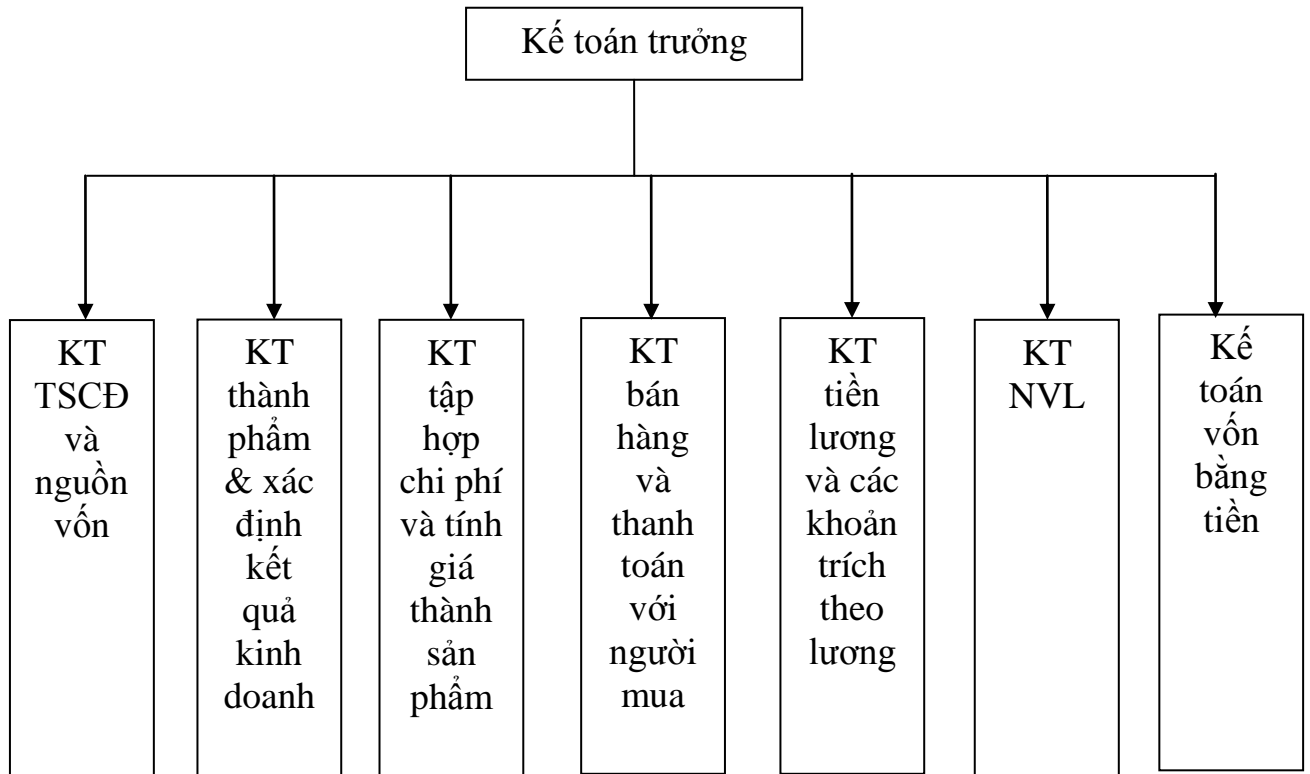 Kế toán trưởng
KT
TSCĐ
và
nguồn
vốn
KT
thành
phẩm
& xác
định
kết
quả
kinh
doanh
KT
tập
hợp
chi phí
và tính
giá
thành
sản
phẩm
KT
bán
hàng
và
thanh
toán
với
người
mua
KT
tiền
lương
và các
khoản
trích
theo
lương
KT
NVL
Kế
toán
vốn
bằng
tiền